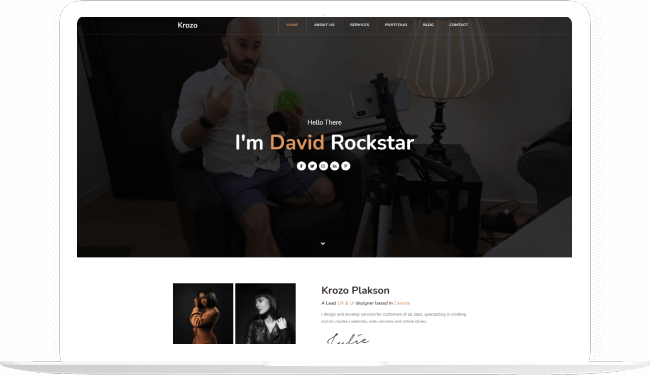 Krozo
HOME ABOUT US SERVICES PORTFOLIO BLOG CONTACT
Hello There
I'm David Rockstar
Krozo Plakson
A Lead UX & UI designer based in Canada
I design and develop services for customers of all sizes, specializing in creating
stylish, modern websites, web services and online stores.
Julie